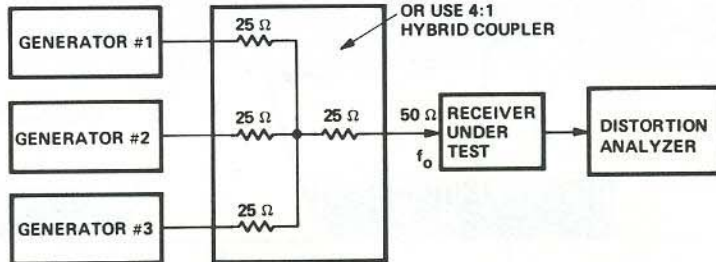 GENERATOR #1
25 Ω
OR USE 4:1
HYBRID COUPLER
GENERATOR #2
25 Ω
25 Ω
50 Ω
f₀
RECEIVER
UNDER
TEST
DISTORTION
ANALYZER
GENERATOR #3
25 Ω